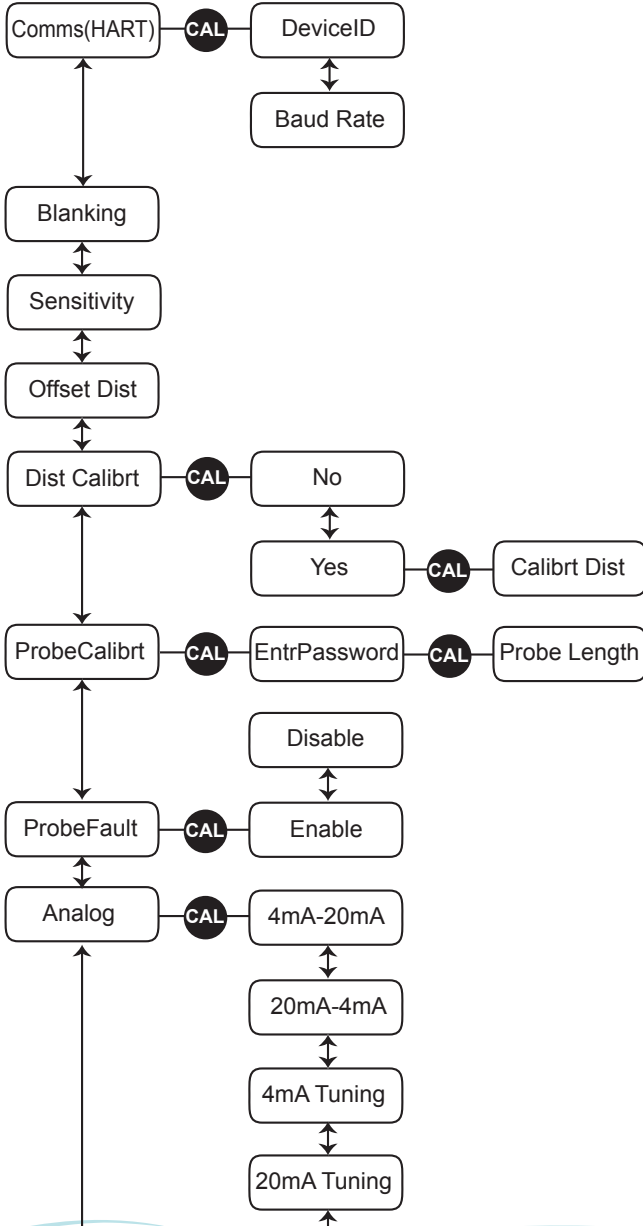 Comms(HART) CAL DeviceID
Baud Rate
Blanking
Sensitivity
Offset Dist
Dist Calibrt CAL No
Yes CAL Calibrt Dist
ProbeCalibrt CAL EntrPassword CAL Probe Length
Disable
ProbeFault CAL Enable
Analog CAL 4mA-20mA
20mA-4mA
4mA Tuning
20mA Tuning